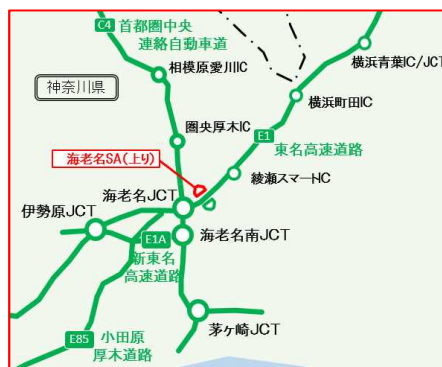 C4 首都圏中央
連絡自動車道
横浜青葉IC/JCT
相模原愛川IC
神奈川県
横浜町田IC
圏央厚木IC
E1
東名高速道路
海老名SA(上り)
綾瀬スマートIC
海老名JCT
伊勢原JCT
海老名南JCT
E1A
新東名
高速道路
茅ヶ崎JCT
E85 小田原
厚木道路